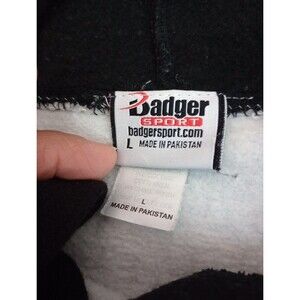 Badger
SPORT
badgersport.com
L MADE IN PAKISTAN
L
MADE IN PAKISTAN